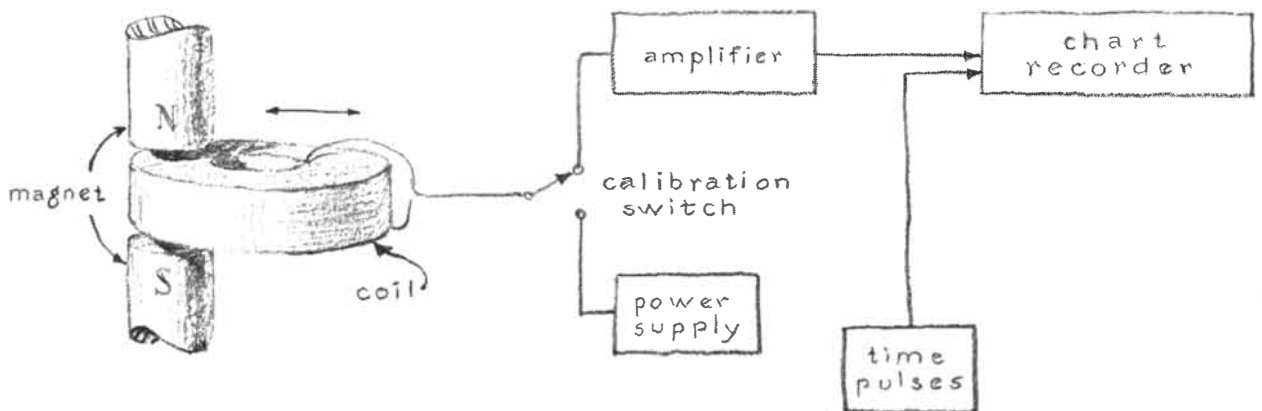 amplifier
chart
recorder
N
magnet
calibration
switch
S
coil
power
supply
time
pulses